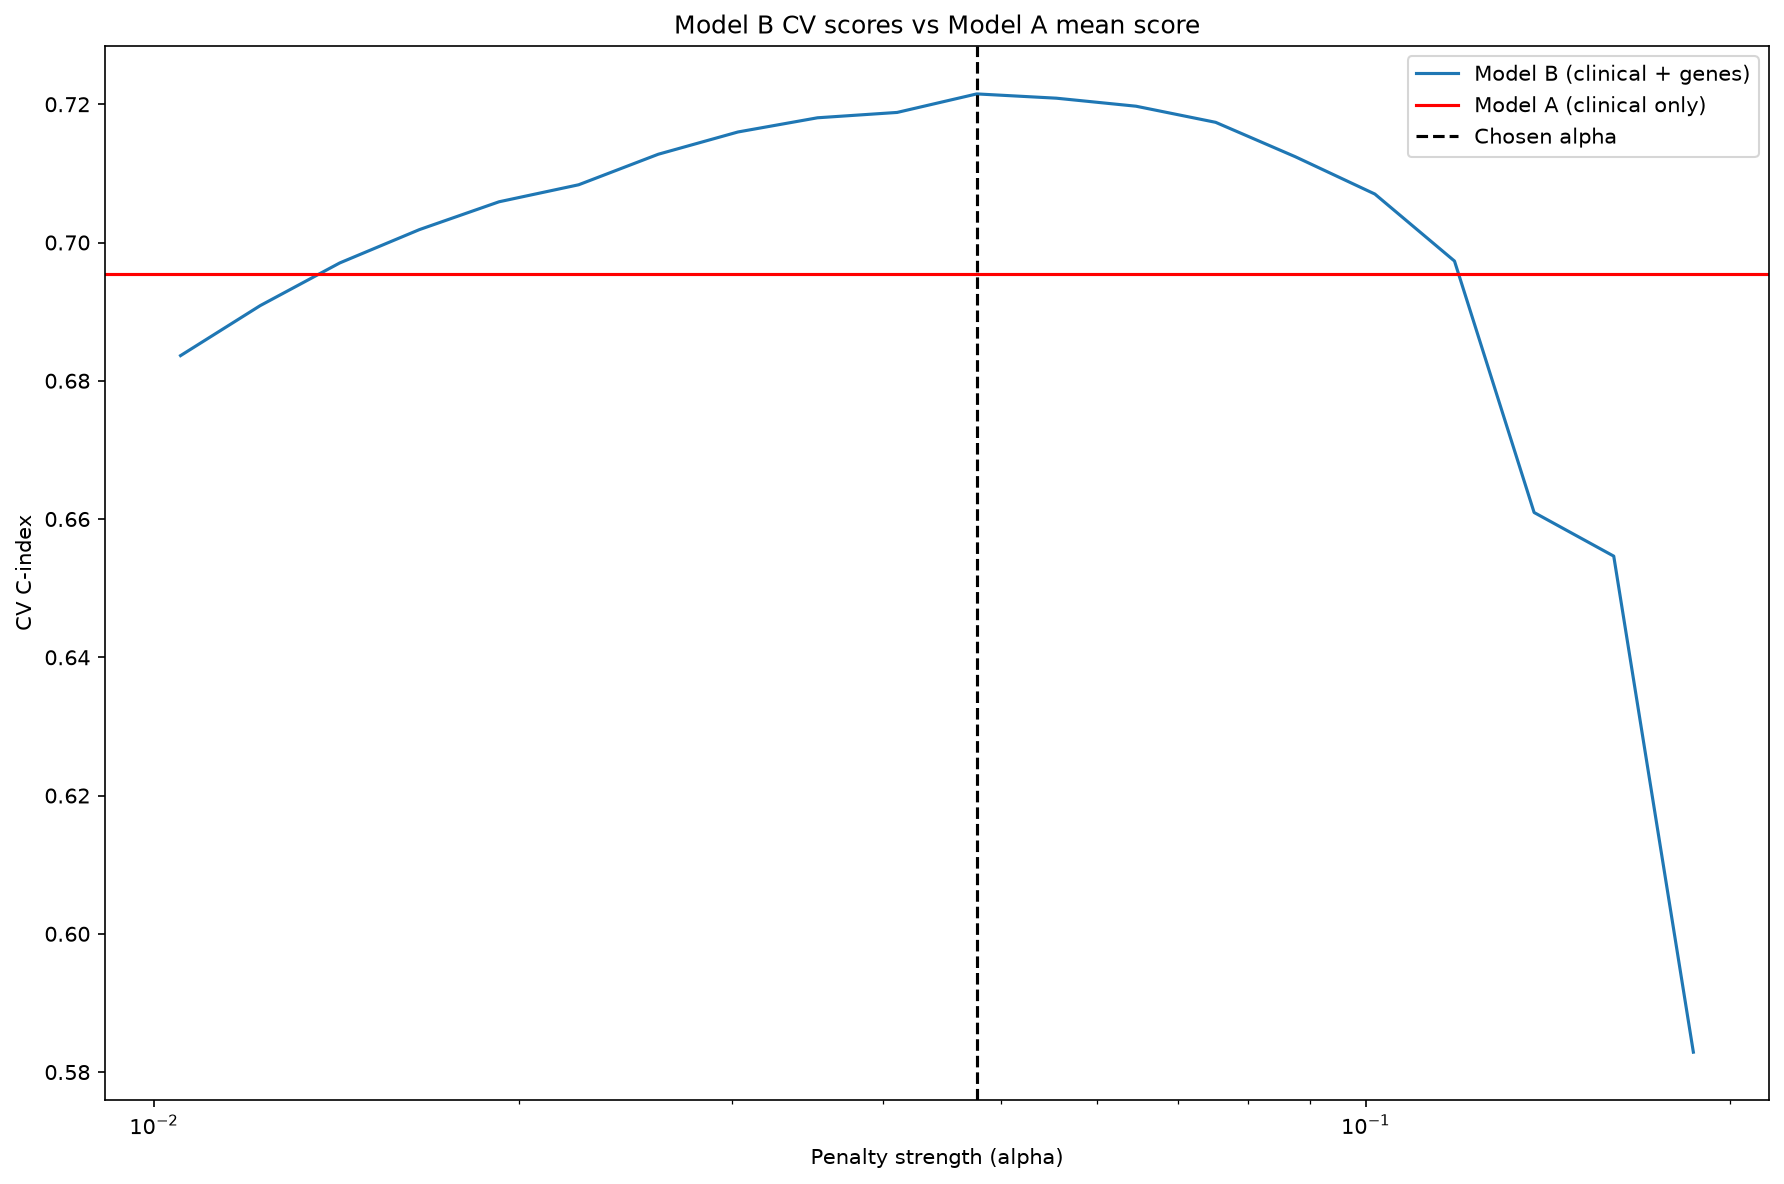 Model B CV scores vs Model A mean score
Model B (clinical + genes)
Model A (clinical only)
Chosen alpha
CV C-index
0.72
0.70
0.68
0.66
0.64
0.62
0.60
0.58
10⁻²
10⁻¹
Penalty strength (alpha)